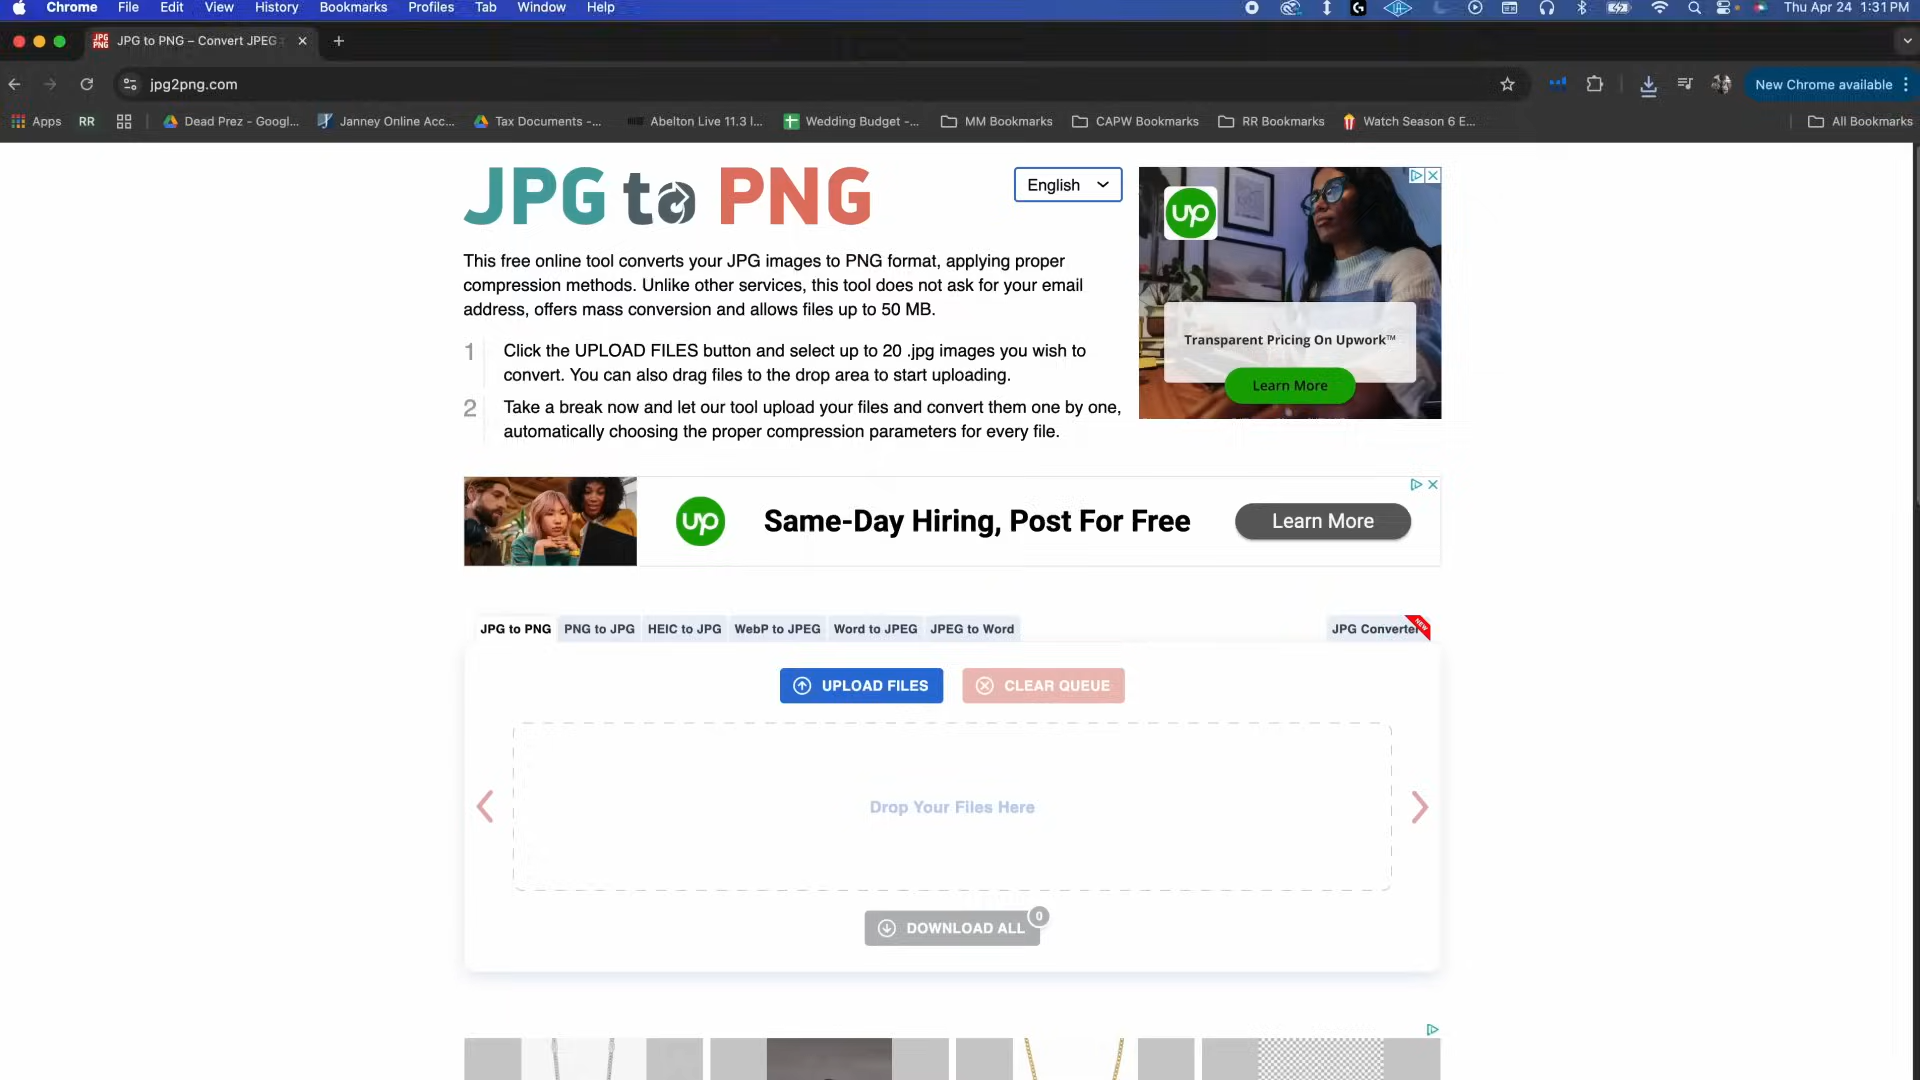 Chrome File Edit View History Bookmarks Profiles Tab Window Help Thu Apr 24 1:31 PM
JPG to PNG – Convert JPEG
jpg2png.com
New Chrome available
Apps RR Dead Prez - Googl... Janney Online Acc... Tax Documents -... Abelton Live 11.3 I... Wedding Budget -... MM Bookmarks CAPW Bookmarks RR Bookmarks Watch Season 6 E... All Bookmarks
JPG to PNG
English
This free online tool converts your JPG images to PNG format, applying proper
compression methods. Unlike other services, this tool does not ask for your email
address, offers mass conversion and allows files up to 50 MB.
1 Click the UPLOAD FILES button and select up to 20 .jpg images you wish to
convert. You can also drag files to the drop area to start uploading.
2 Take a break now and let our tool upload your files and convert them one by one,
automatically choosing the proper compression parameters for every file.
up
Transparent Pricing On Upwork™
Learn More
up Same-Day Hiring, Post For Free Learn More
JPG to PNG PNG to JPG HEIC to JPG WebP to JPEG Word to JPEG JPEG to Word JPG Converter NEW
UPLOAD FILES CLEAR QUEUE
Drop Your Files Here
DOWNLOAD ALL 0